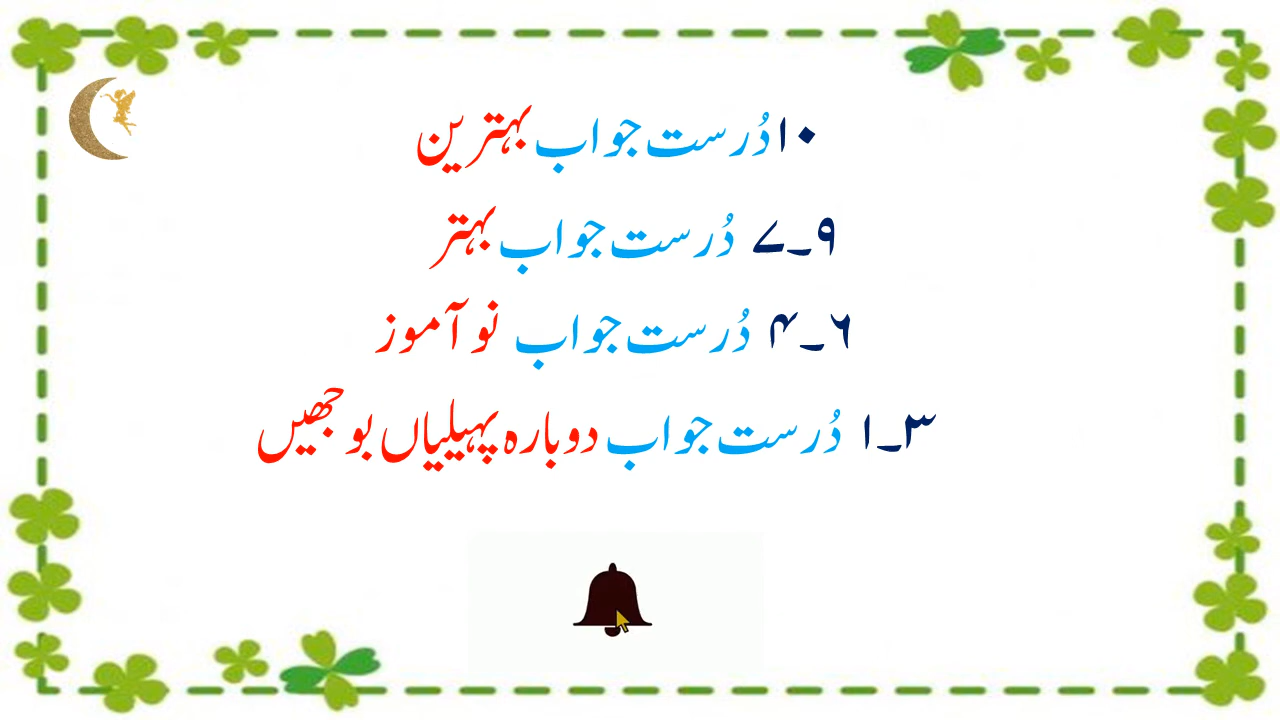 ۱۰ دُرست جواب بہترین
۹۔۷ دُرست جواب بہتر
۶۔۴ دُرست جواب نو آموز
۳۔۱ دُرست جواب دوبارہ پہیلیاں بوجھیں